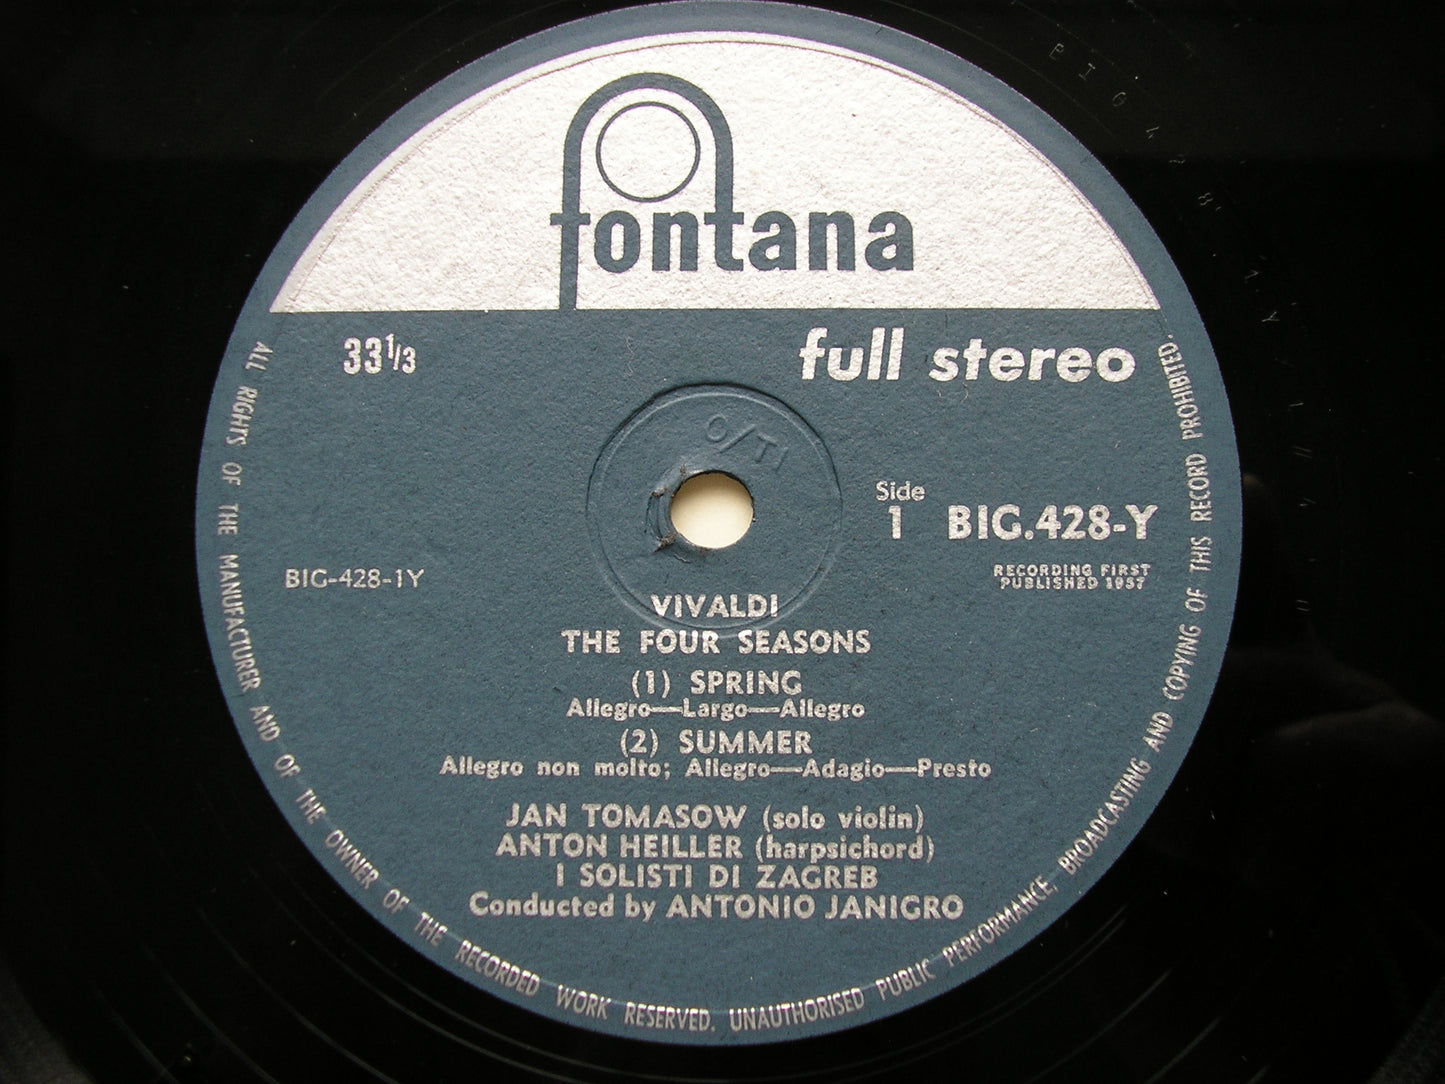 fontana
33 1/3
full stereo
O/T1
Side
1 BIG.428-Y
RECORDING FIRST
PUBLISHED 1957
BIG-428-1Y
VIVALDI
THE FOUR SEASONS
(1) SPRING
Allegro—Largo—Allegro
(2) SUMMER
Allegro non molto; Allegro—Adagio—Presto
JAN TOMASOW (solo violin)
ANTON HEILLER (harpsichord)
I SOLISTI DI ZAGREB
Conducted by ANTONIO JANIGRO
ALL RIGHTS OF THE MANUFACTURER AND OF THE OWNER OF THE RECORDED WORK RESERVED. UNAUTHORISED PUBLIC PERFORMANCE, BROADCASTING AND COPYING OF THIS RECORD PROHIBITED.